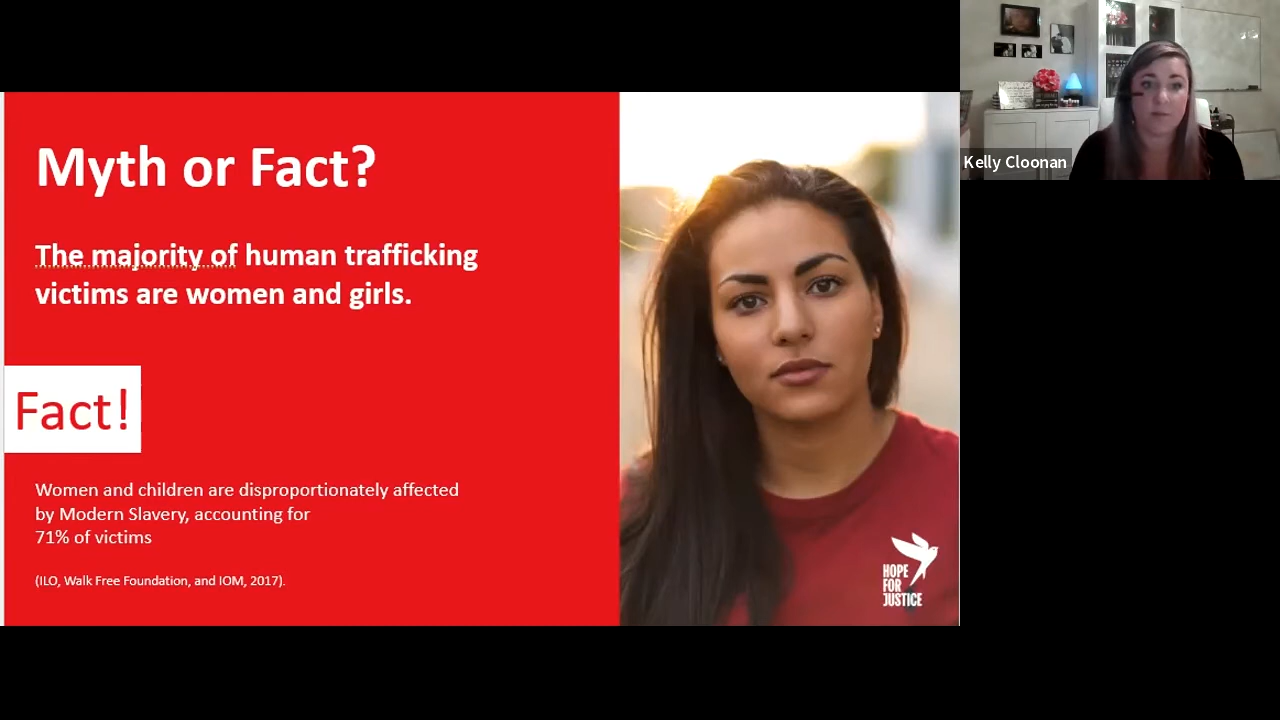 Myth or Fact?
The majority of human trafficking
victims are women and girls.
Fact!
Women and children are disproportionately affected
by Modern Slavery, accounting for
71% of victims
(ILO, Walk Free Foundation, and IOM, 2017).
HOPE
FOR
JUSTICE
Kelly Cloonan